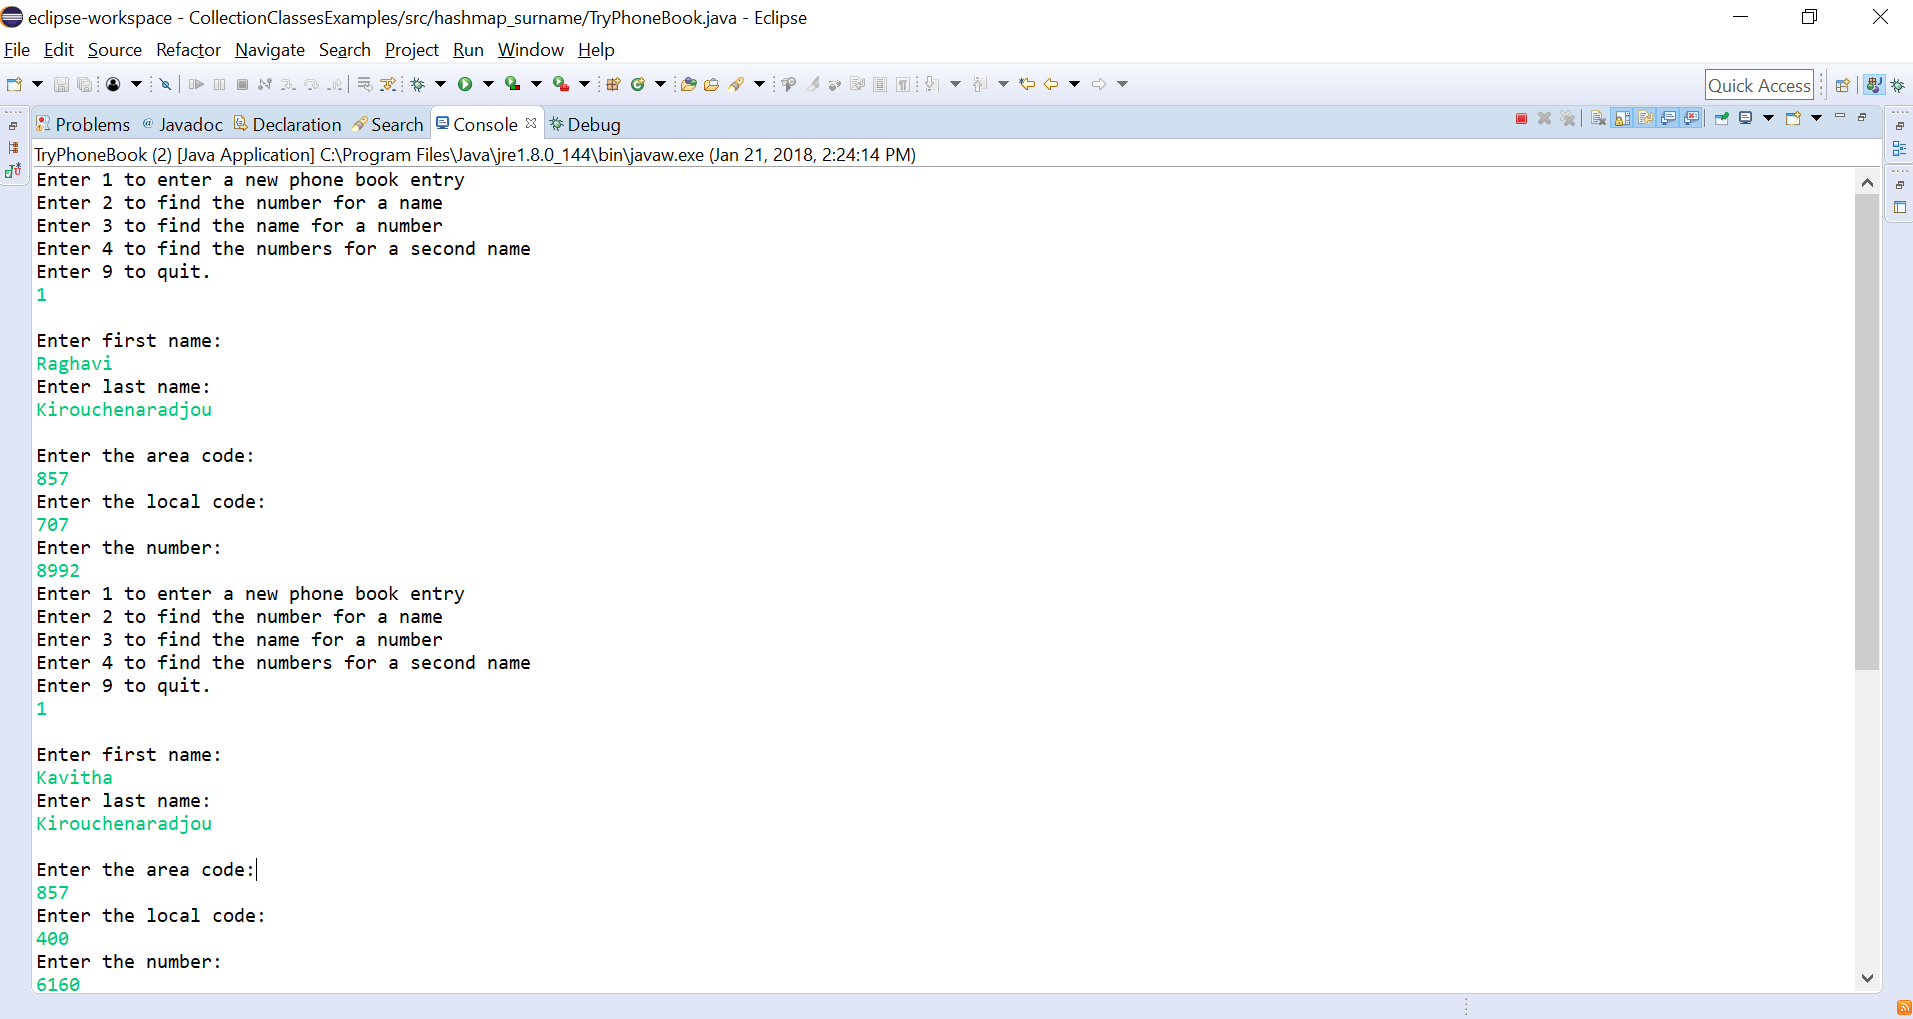 eclipse-workspace - CollectionClassesExamples/src/hashmap_surname/TryPhoneBook.java - Eclipse
File Edit Source Refactor Navigate Search Project Run Window Help
Quick Access
Problems @ Javadoc Declaration Search Console Debug
TryPhoneBook (2) [Java Application] C:\Program Files\Java\jre1.8.0_144\bin\javaw.exe (Jan 21, 2018, 2:24:14 PM)
Enter 1 to enter a new phone book entry
Enter 2 to find the number for a name
Enter 3 to find the name for a number
Enter 4 to find the numbers for a second name
Enter 9 to quit.
1
Enter first name:
Raghavi
Enter last name:
Kirouchenaradjou
Enter the area code:
857
Enter the local code:
707
Enter the number:
8992
Enter 1 to enter a new phone book entry
Enter 2 to find the number for a name
Enter 3 to find the name for a number
Enter 4 to find the numbers for a second name
Enter 9 to quit.
1
Enter first name:
Kavitha
Enter last name:
Kirouchenaradjou
Enter the area code:
857
Enter the local code:
400
Enter the number:
6160